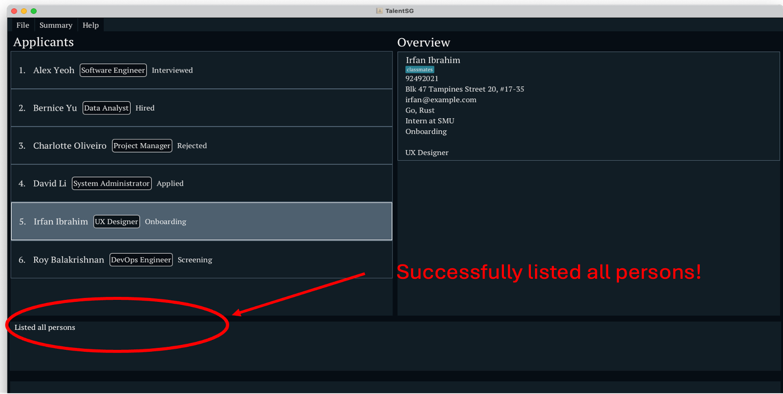 TalentSG
File Summary Help
Applicants
1. Alex Yeoh Software Engineer Interviewed
2. Bernice Yu Data Analyst Hired
3. Charlotte Oliveiro Project Manager Rejected
4. David Li System Administrator Applied
5. Irfan Ibrahim UX Designer Onboarding
6. Roy Balakrishnan DevOps Engineer Screening
Overview
Irfan Ibrahim
classmates
92492021
Blk 47 Tampines Street 20, #17-35
irfan@example.com
Go, Rust
Intern at SMU
Onboarding
UX Designer
Successfully listed all persons!
Listed all persons